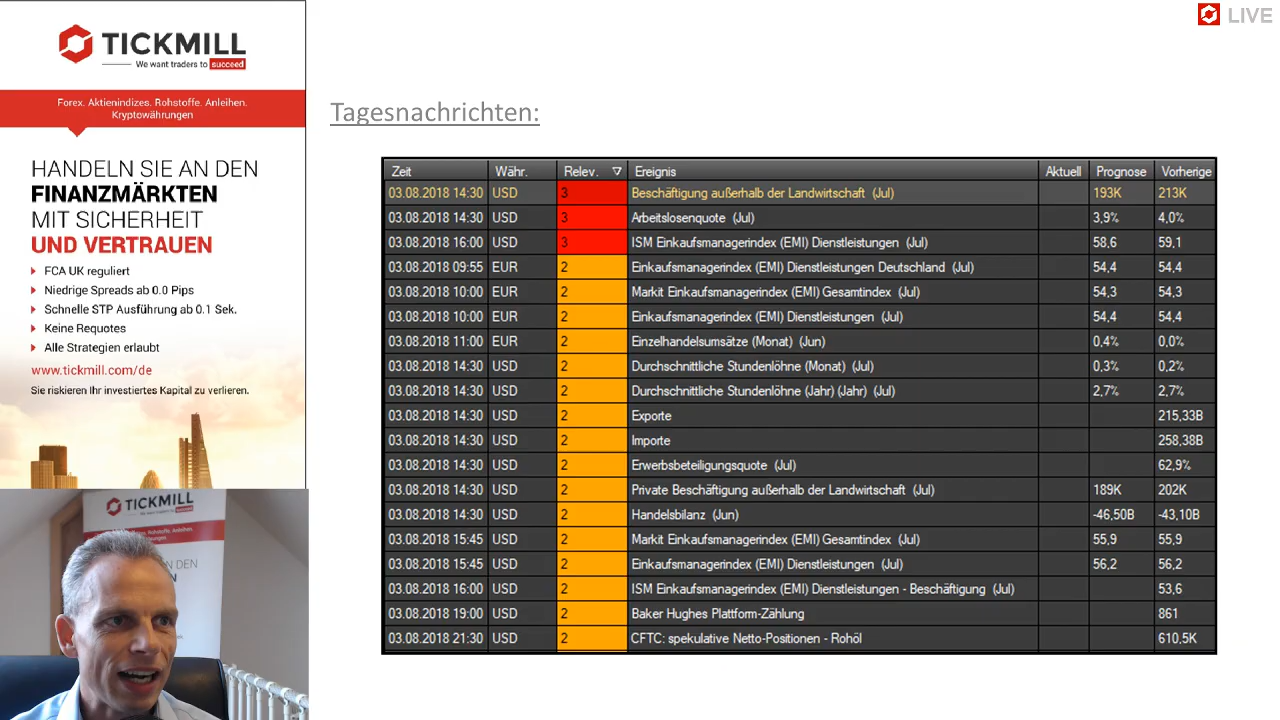 LIVE
TICKMILL
We want traders to succeed
Forex. Aktienindizes. Rohstoffe. Anleihen.
Kryptowährungen
HANDELN SIE AN DEN
FINANZMÄRKTEN
MIT SICHERHEIT
UND VERTRAUEN
FCA UK reguliert
Niedrige Spreads ab 0.0 Pips
Schnelle STP Ausführung ab 0.1 Sek.
Keine Requotes
Alle Strategien erlaubt
www.tickmill.com/de
Sie riskieren Ihr investiertes Kapital zu verlieren.
TICKMILL
Tagesnachrichten:
Zeit Währ. Relev. Ereignis Aktuell Prognose Vorherige
03.08.2018 14:30 USD 3 Beschäftigung außerhalb der Landwirtschaft (Jul) 193K 213K
03.08.2018 14:30 USD 3 Arbeitslosenquote (Jul) 3,9% 4,0%
03.08.2018 16:00 USD 3 ISM Einkaufsmanagerindex (EMI) Dienstleistungen (Jul) 58,6 59,1
03.08.2018 09:55 EUR 2 Einkaufsmanagerindex (EMI) Dienstleistungen Deutschland (Jul) 54,4 54,4
03.08.2018 10:00 EUR 2 Markit Einkaufsmanagerindex (EMI) Gesamtindex (Jul) 54,3 54,3
03.08.2018 10:00 EUR 2 Einkaufsmanagerindex (EMI) Dienstleistungen (Jul) 54,4 54,4
03.08.2018 11:00 EUR 2 Einzelhandelsumsätze (Monat) (Jun) 0,4% 0,0%
03.08.2018 14:30 USD 2 Durchschnittliche Stundenlöhne (Monat) (Jul) 0,3% 0,2%
03.08.2018 14:30 USD 2 Durchschnittliche Stundenlöhne (Jahr) (Jahr) (Jul) 2,7% 2,7%
03.08.2018 14:30 USD 2 Exporte 215,33B
03.08.2018 14:30 USD 2 Importe 258,38B
03.08.2018 14:30 USD 2 Erwerbsbeteiligungsquote (Jul) 62,9%
03.08.2018 14:30 USD 2 Private Beschäftigung außerhalb der Landwirtschaft (Jul) 189K 202K
03.08.2018 14:30 USD 2 Handelsbilanz (Jun) -46,50B -43,10B
03.08.2018 15:45 USD 2 Markit Einkaufsmanagerindex (EMI) Gesamtindex (Jul) 55,9 55,9
03.08.2018 15:45 USD 2 Einkaufsmanagerindex (EMI) Dienstleistungen (Jul) 56,2 56,2
03.08.2018 16:00 USD 2 ISM Einkaufsmanagerindex (EMI) Dienstleistungen - Beschäftigung (Jul) 53,6
03.08.2018 19:00 USD 2 Baker Hughes Plattform-Zählung 861
03.08.2018 21:30 USD 2 CFTC: spekulative Netto-Positionen - Rohöl 610,5K